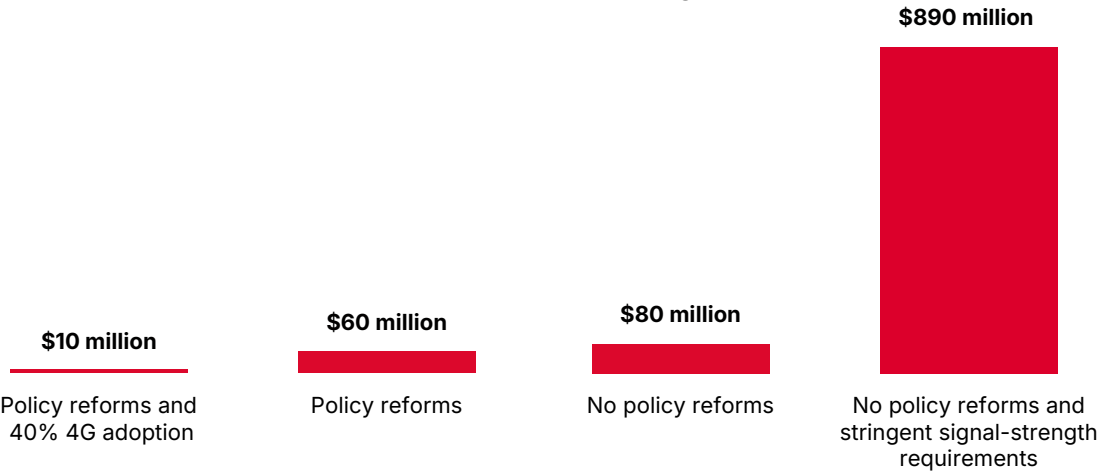 $890 million
$80 million
$60 million
$10 million
Policy reforms and
40% 4G adoption
Policy reforms
No policy reforms
No policy reforms and
stringent signal-strength
requirements